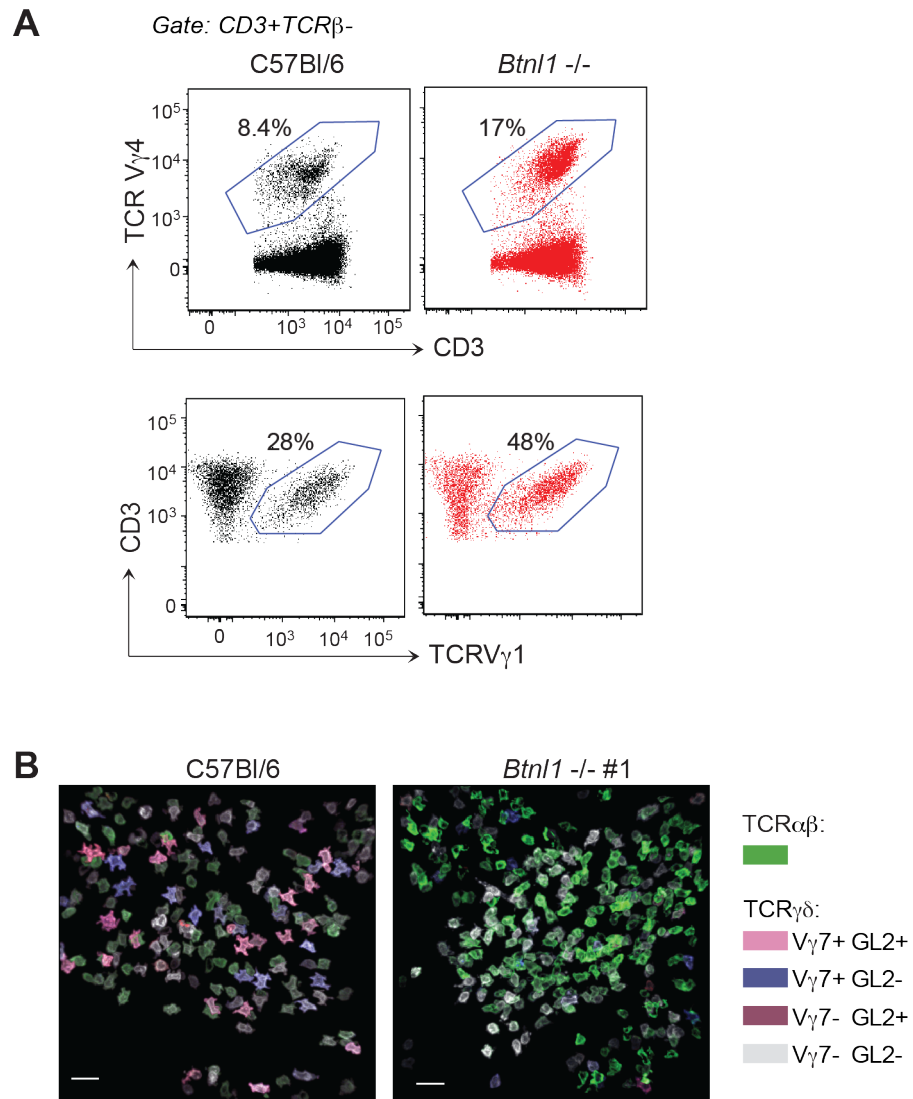 A
Gate: CD3+TCRβ-
C57Bl/6
Btnl1 -/-
10⁵
10⁴
10³
0
TCR Vγ4
8.4%
17%
0
10³
10⁴
10⁵
CD3
10⁵
10⁴
10³
0
CD3
28%
48%
0
10³
10⁴
10⁵
TCRVγ1
B
C57Bl/6
Btnl1 -/- #1
TCRαβ:
TCRγδ:
Vγ7+ GL2+
Vγ7+ GL2-
Vγ7- GL2+
Vγ7- GL2-